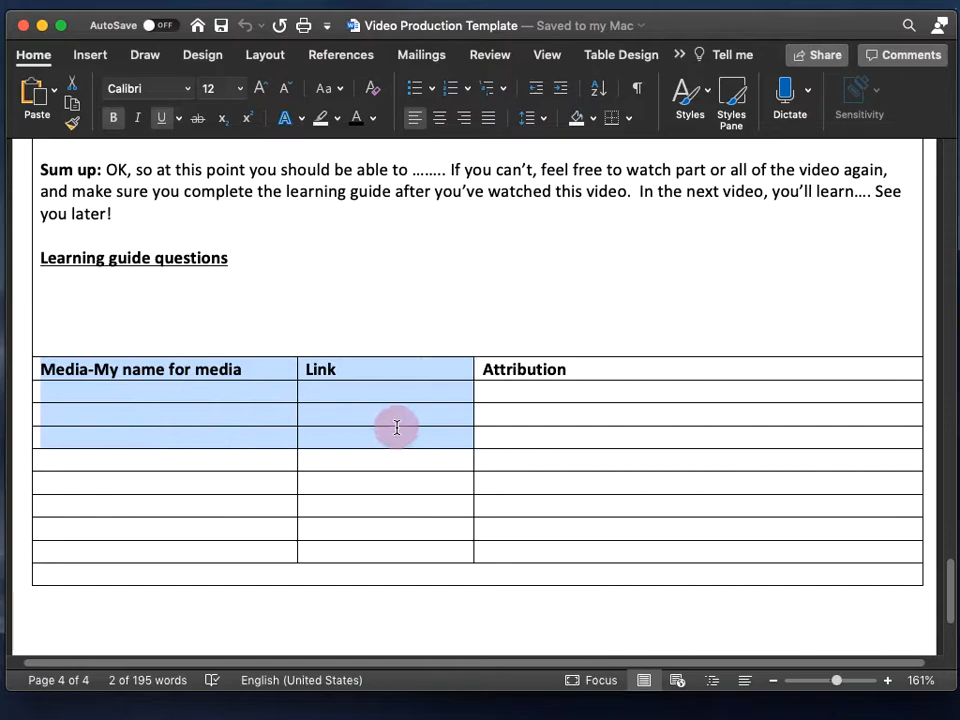 AutoSave OFF Video Production Template — Saved to my Mac
Home Insert Draw Design Layout References Mailings Review View Table Design >> Tell me Share Comments
Paste Calibri 12 Aa Styles Styles Pane Dictate Sensitivity
B I U ab x2 x2 A A
Sum up: OK, so at this point you should be able to …….. If you can’t, feel free to watch part or all of the video again,
and make sure you complete the learning guide after you’ve watched this video. In the next video, you’ll learn…. See
you later!
Learning guide questions
Media-My name for media Link Attribution
Page 4 of 4 2 of 195 words English (United States) Focus 161%